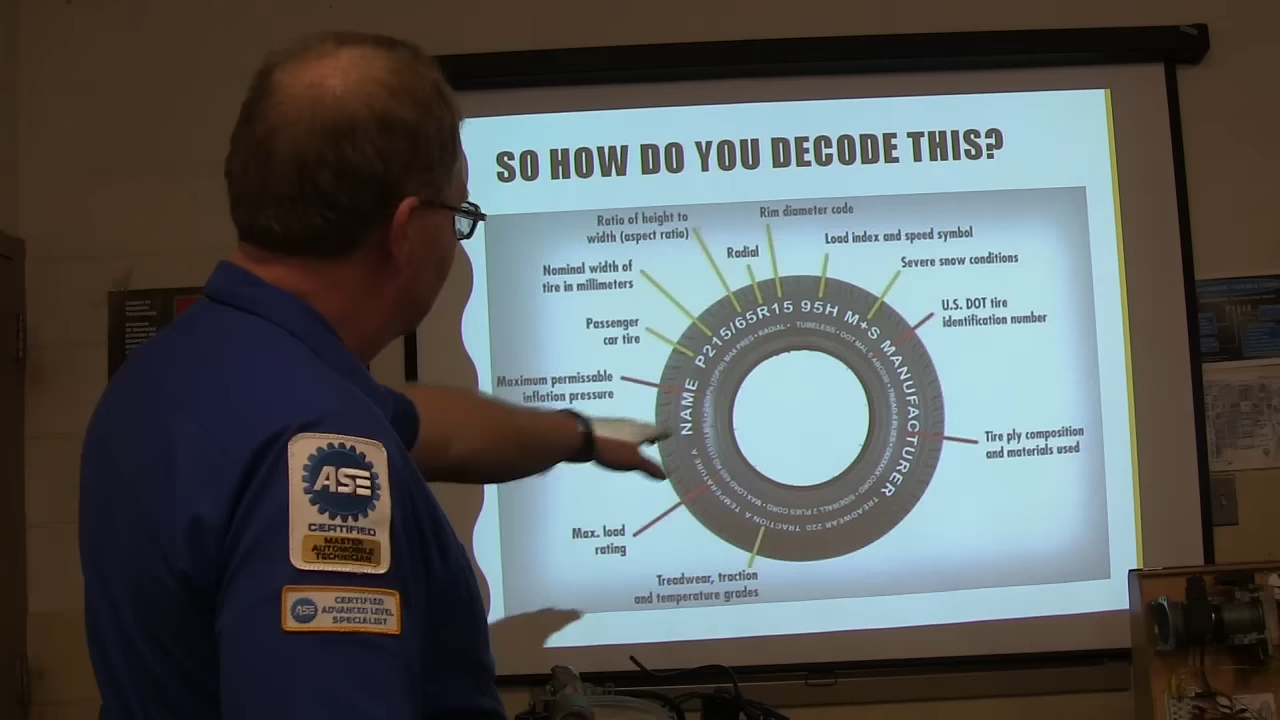 SO HOW DO YOU DECODE THIS?
Ratio of height to
width (aspect ratio)
Rim diameter code
Radial
Load index and speed symbol
Severe snow conditions
Nominal width of
tire in millimeters
U.S. DOT tire
identification number
Passenger
car tire
Maximum permissable
inflation pressure
Tire ply composition
and materials used
Max. load
rating
Treadwear, traction
and temperature grades
NAME P215/65R15 95H M+S MANUFACTURER
TREADWEAR 220 TRACTION A TEMPERATURE A
ASE
CERTIFIED
MASTER
AUTOMOBILE
TECHNICIAN
ASE
CERTIFIED
ADVANCED LEVEL
SPECIALIST